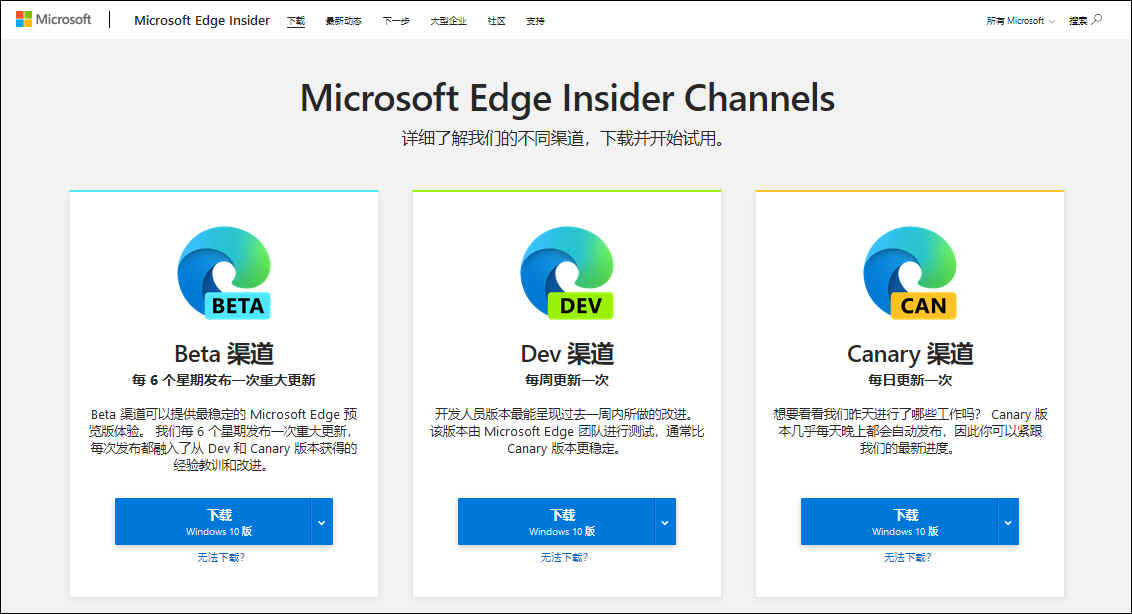 Microsoft
Microsoft Edge Insider 下载 最新动态 下一步 大型企业 社区 支持
所有 Microsoft 搜索
Microsoft Edge Insider Channels
详细了解我们的不同渠道，下载并开始试用。
BETA
Beta 渠道
每 6 个星期发布一次重大更新
Beta 渠道可以提供最稳定的 Microsoft Edge 预
览版体验。 我们每 6 个星期发布一次重大更新，
每次发布都融入了从 Dev 和 Canary 版本获得的
经验教训和改进。
下载
Windows 10 版
无法下载?
DEV
Dev 渠道
每周更新一次
开发人员版本最能呈现过去一周内所做的改进。
该版本由 Microsoft Edge 团队进行测试，通常比
Canary 版本更稳定。
下载
Windows 10 版
无法下载?
CAN
Canary 渠道
每日更新一次
想要看看我们昨天进行了哪些工作吗？ Canary 版
本几乎每天晚上都会自动发布，因此你可以紧跟
我们的最新进度。
下载
Windows 10 版
无法下载?